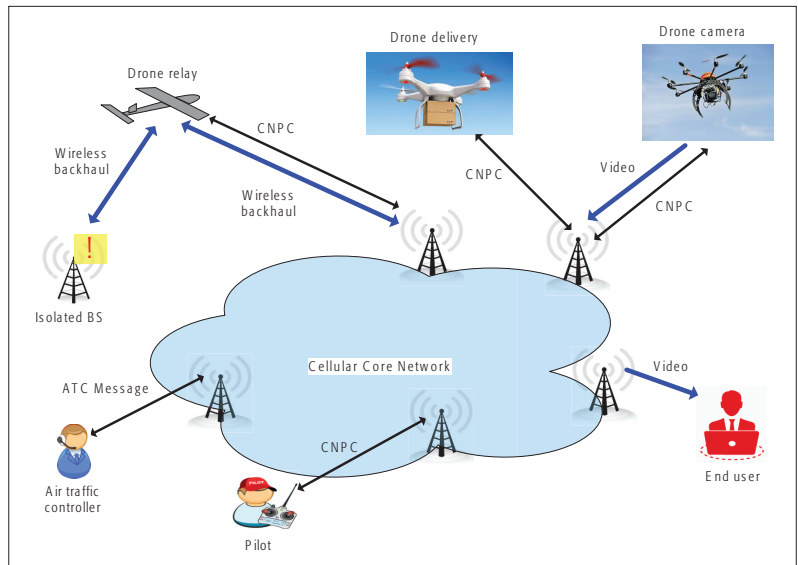 Drone delivery
Drone camera
Drone relay
CNPC
Wireless
backhaul
Wireless
backhaul
CNPC
Video
CNPC
!
Isolated BS
Cellular Core Network
ATC Message
Video
CNPC
PILOT
Air traffic
controller
Pilot
End user